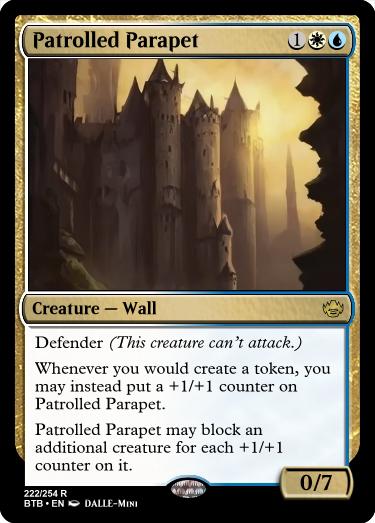 Patrolled Parapet 1
Creature — Wall
Defender (This creature can't attack.)
Whenever you would create a token, you
may instead put a +1/+1 counter on
Patrolled Parapet.
Patrolled Parapet may block an
additional creature for each +1/+1
counter on it.
0/7
222/254 R
BTB • EN DALLE-Mini